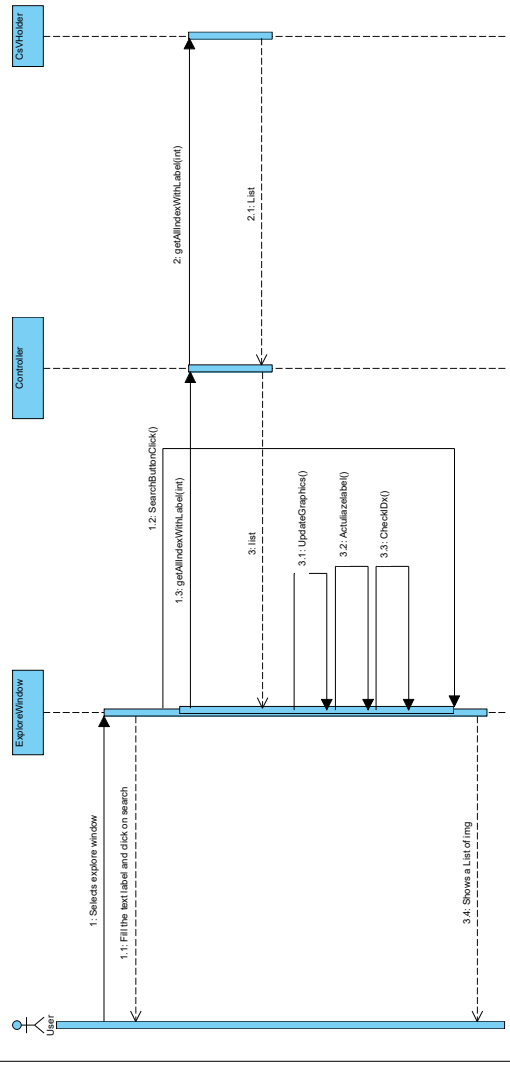 User
ExploreWindow
Controller
CsVHolder
1: Selects explore window
1.1: Fill the text label and click on search
1.2: SearchButtonClick()
1.3: getAllIndexWithLabel(int)
2: getAllIndexWithLabel(int)
2.1: List
3: list
3.1: UpdateGraphics()
3.2: Actuliazelabel()
3.3: CheckIDx()
3.4: Shows a List of img